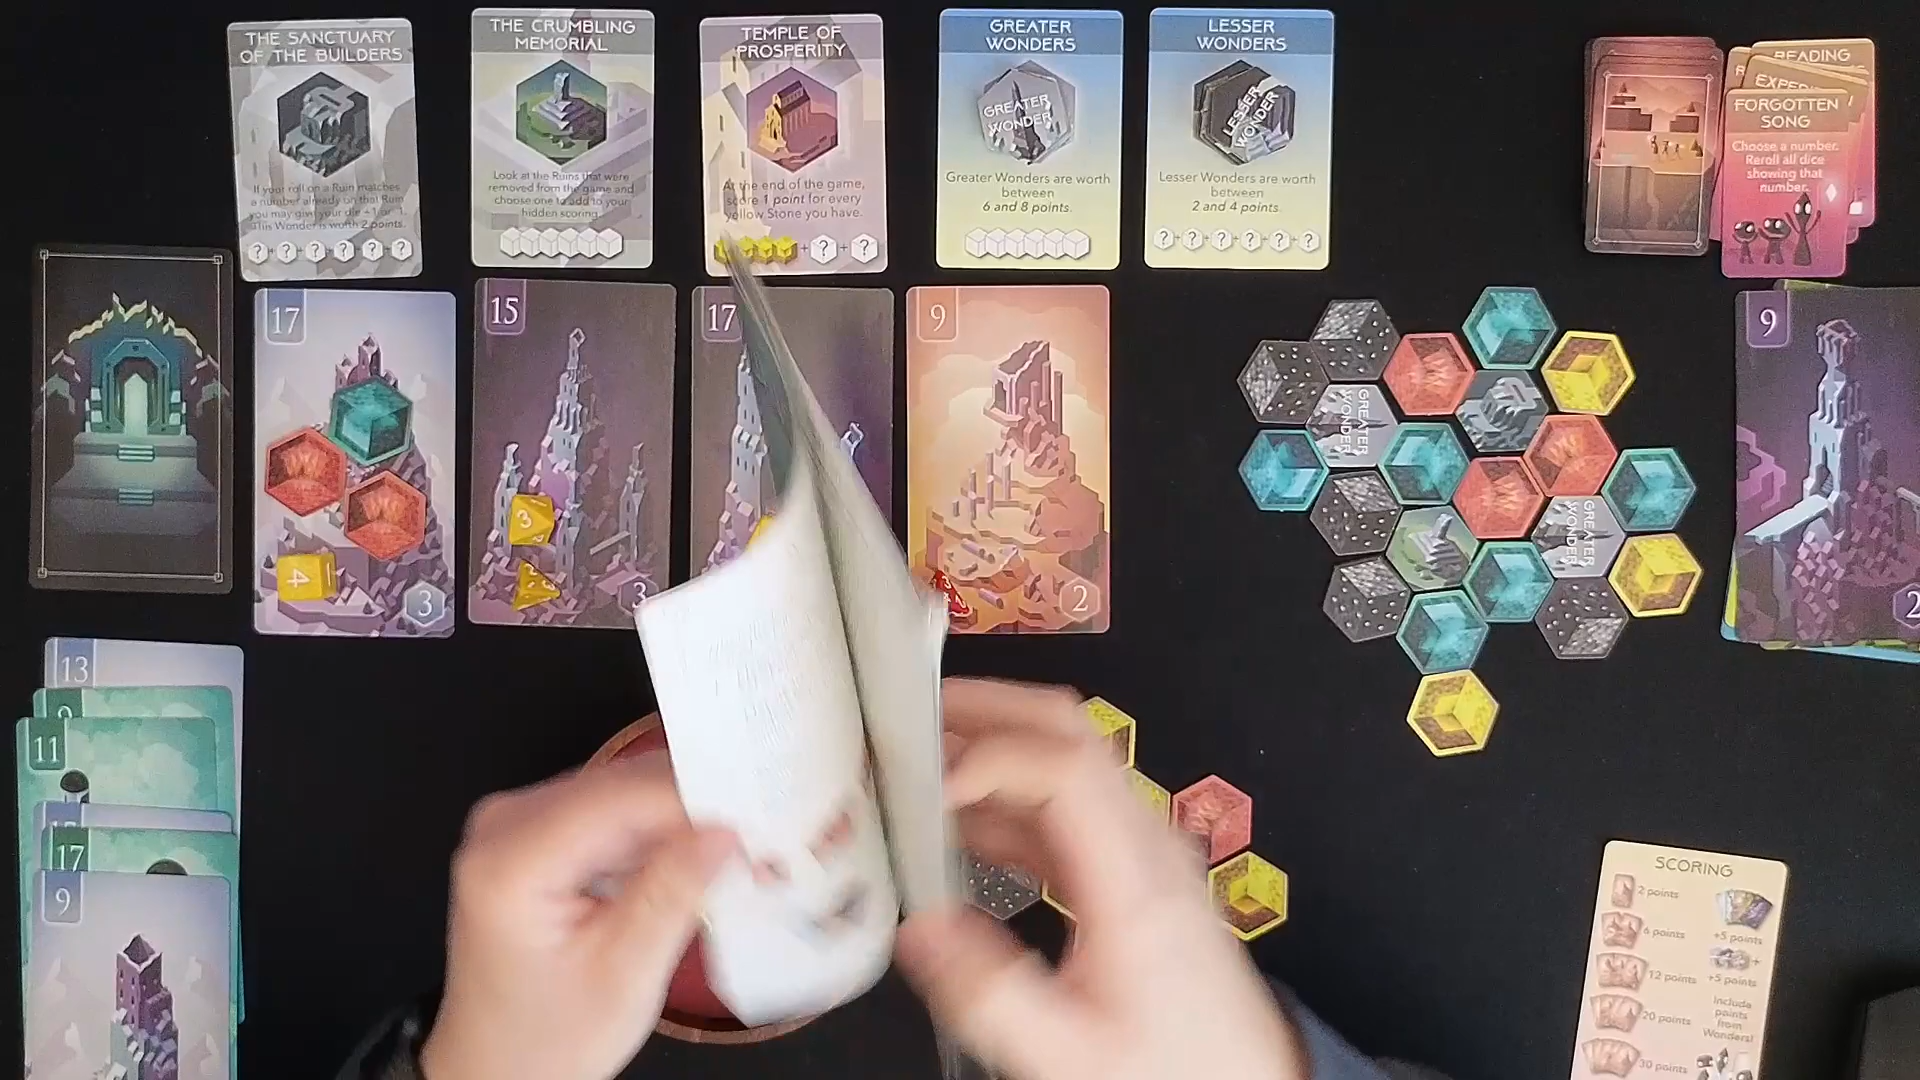 THE SANCTUARY
OF THE BUILDERS
If your roll on a Ruin matches
a number already on that Ruin
you may give your die +1 or -1.
This Wonder is worth 2 points.
? + ? + ? + ? + ? + ?
THE CRUMBLING
MEMORIAL
Look at the Ruins that were
removed from the game and
choose one to add to your
hidden scoring.
TEMPLE OF
PROSPERITY
At the end of the game,
score 1 point for every
yellow Stone you have.
+ ? + ?
GREATER
WONDERS
GREATER
WONDER
Greater Wonders are worth
between
6 and 8 points.
LESSER
WONDERS
LESSER
WONDER
Lesser Wonders are worth
between
2 and 4 points.
? + ? + ? + ? + ? + ?
READING
FORGOTTEN
SONG
Choose a number.
Reroll all dice
showing that
number.
17
4
3
15
3
3
17
9
2
GREATER
WONDER
GREATER
WONDER
9
2
13
9
11
17
9
SCORING
2 points
6 points
12 points
20 points
30 points
+5 points
+
+5 points
Include
points
from
Wonders!